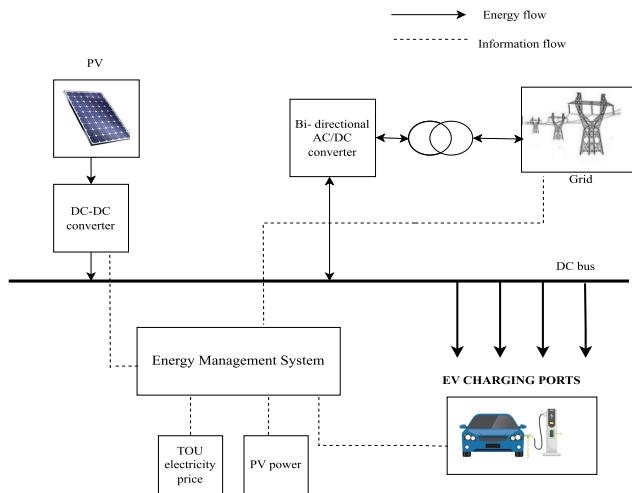 Energy flow
Information flow
PV
Bi- directional
AC/DC
converter
Grid
DC-DC
converter
DC bus
Energy Management System
EV CHARGING PORTS
TOU
electricity
price
PV power